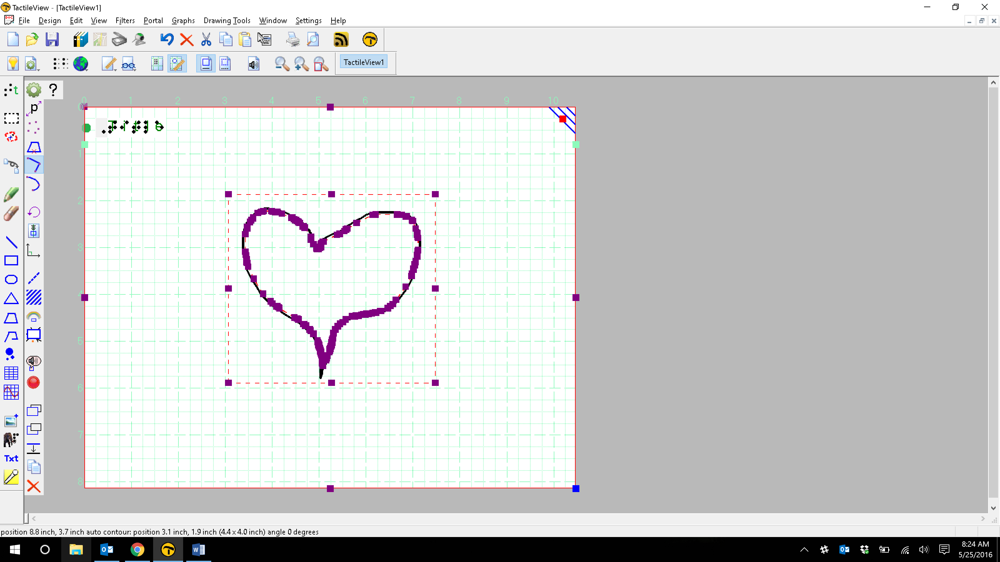 TactileView - [TactileView1]
DOC File Design Edit View Filters Portal Graphs Drawing Tools Window Settings Help
TactileView1
t ?
p
0 1 2 3 4 5 6 7 8 9 10
0
Title
1
2
3
4
5
6
7
8
Txt
position 8.8 inch, 3.7 inch auto contour: position 3.1 inch, 1.9 inch (4.4 x 4.0 inch) angle 0 degrees
8:24 AM
5/25/2016